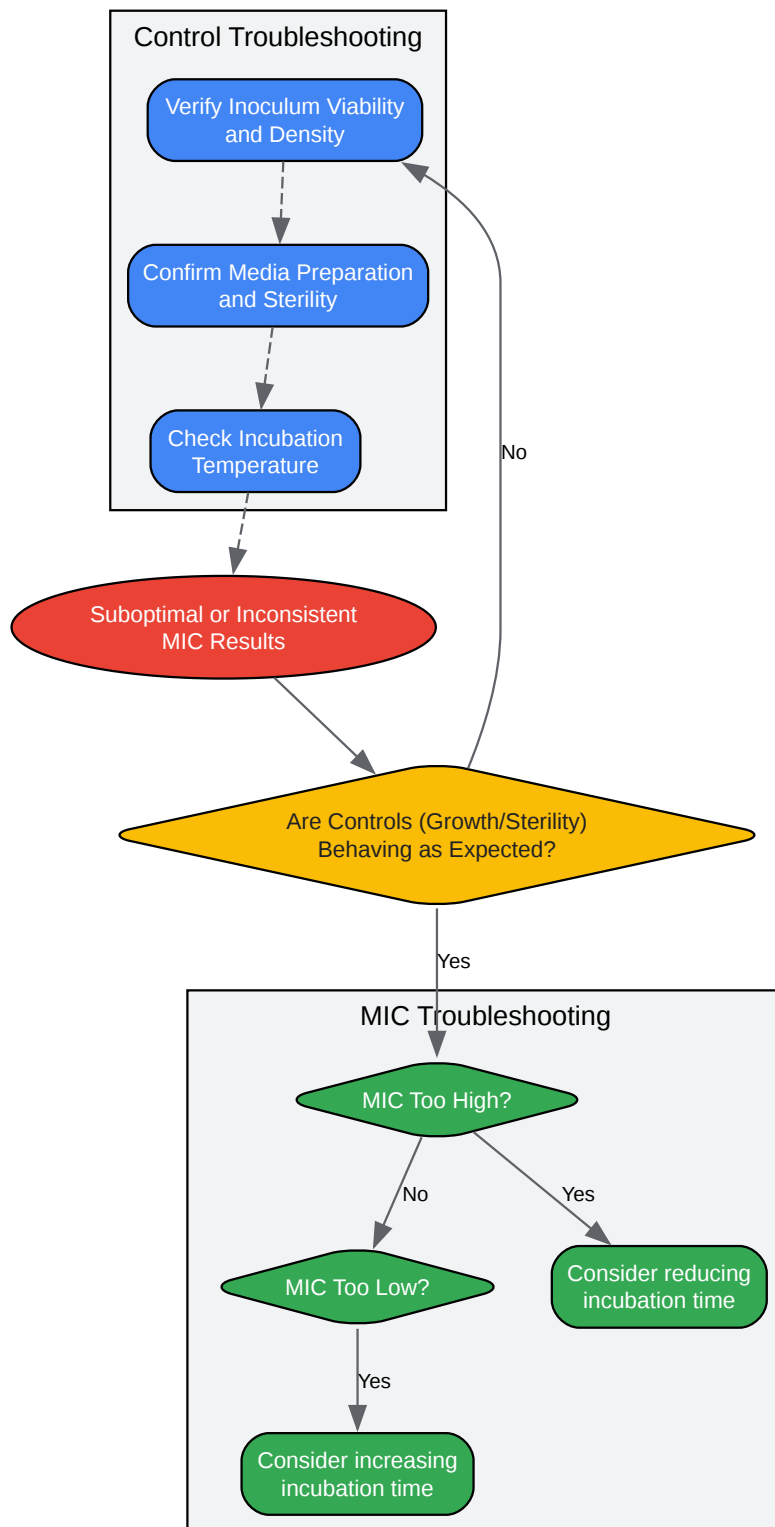 Control Troubleshooting
Verify Inoculum Viability
and Density
Confirm Media Preparation
and Sterility
Check Incubation
Temperature
No
Suboptimal or Inconsistent
MIC Results
Are Controls (Growth/Sterility)
Behaving as Expected?
Yes
MIC Troubleshooting
MIC Too High?
No
Yes
MIC Too Low?
Consider reducing
incubation time
Yes
Consider increasing
incubation time